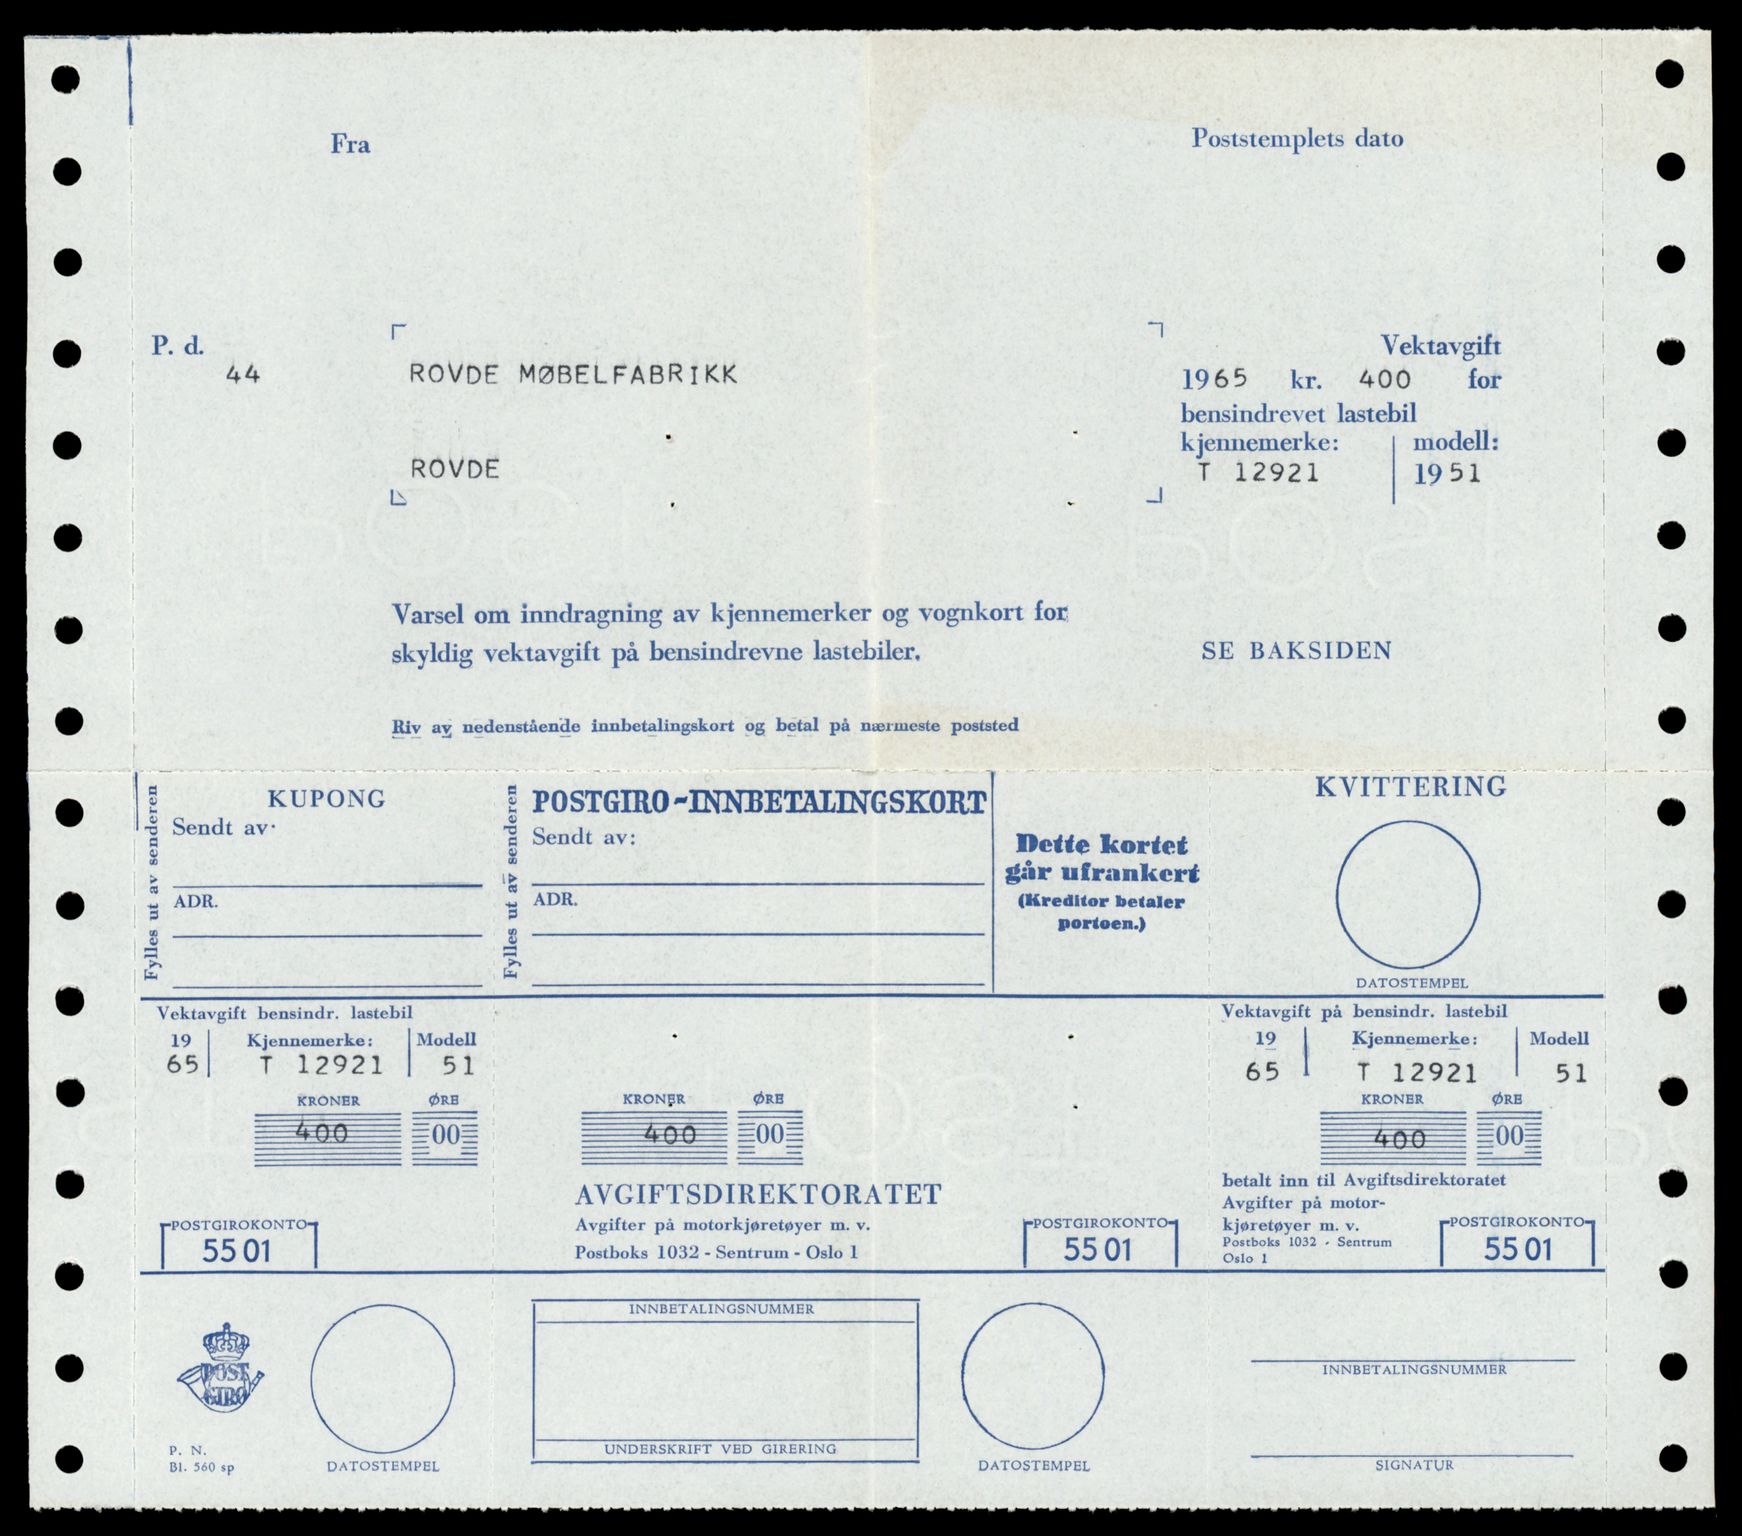 Fra
Poststemplets dato
P. d.
44
ROVDE MØBELFABRIKK
ROVDE
Vektavgift
1965 kr. 400 for
bensindrevet lastebil
kjennemerke: modell:
T 12921 1951
Varsel om inndragning av kjennemerker og vognkort for
skyldig vektavgift på bensindrevne lastebiler.
SE BAKSIDEN
Riv av nedenstående innbetalingskort og betal på nærmeste poststed
Fylles ut av senderen
KUPONG
Sendt av:
ADR.
Fylles ut av senderen
POSTGIRO-INNBETALINGSKORT
Sendt av:
ADR.
Dette kortet
går ufrankert
(Kreditor betaler
portoen.)
KVITTERING
DATOSTEMPEL
Vektavgift bensindr. lastebil
19 Kjennemerke: Modell
65 T 12921 51
KRONER ØRE
400 00
POSTGIROKONTO
55 01
KRONER ØRE
400 00
AVGIFTSDIREKTORATET
Avgifter på motorkjøretøyer m. v.
Postboks 1032 - Sentrum - Oslo 1
POSTGIROKONTO
55 01
Vektavgift på bensindr. lastebil
19 Kjennemerke: Modell
65 T 12921 51
KRONER ØRE
400 00
betalt inn til Avgiftsdirektoratet
Avgifter på motor-
kjøretøyer m. v.
Postboks 1032 - Sentrum
Oslo 1
POSTGIROKONTO
55 01
POST
GIRO
P. N.
Bl. 560 sp
DATOSTEMPEL
INNBETALINGSNUMMER
UNDERSKRIFT VED GIRERING
DATOSTEMPEL
INNBETALINGSNUMMER
SIGNATUR